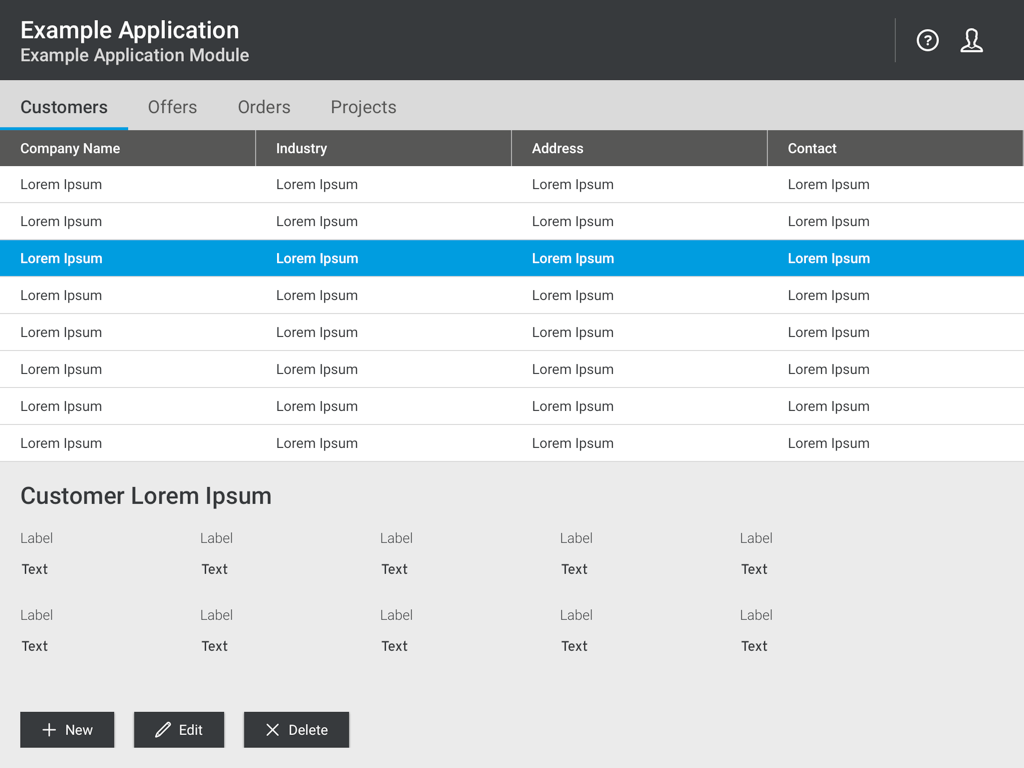 Example Application
Example Application Module
Customers Offers Orders Projects
Company Name Industry Address Contact
Lorem Ipsum Lorem Ipsum Lorem Ipsum Lorem Ipsum
Lorem Ipsum Lorem Ipsum Lorem Ipsum Lorem Ipsum
Lorem Ipsum Lorem Ipsum Lorem Ipsum Lorem Ipsum
Lorem Ipsum Lorem Ipsum Lorem Ipsum Lorem Ipsum
Lorem Ipsum Lorem Ipsum Lorem Ipsum Lorem Ipsum
Lorem Ipsum Lorem Ipsum Lorem Ipsum Lorem Ipsum
Lorem Ipsum Lorem Ipsum Lorem Ipsum Lorem Ipsum
Lorem Ipsum Lorem Ipsum Lorem Ipsum Lorem Ipsum
Customer Lorem Ipsum
Label Label Label Label Label
Text Text Text Text Text
Label Label Label Label Label
Text Text Text Text Text
New Edit Delete